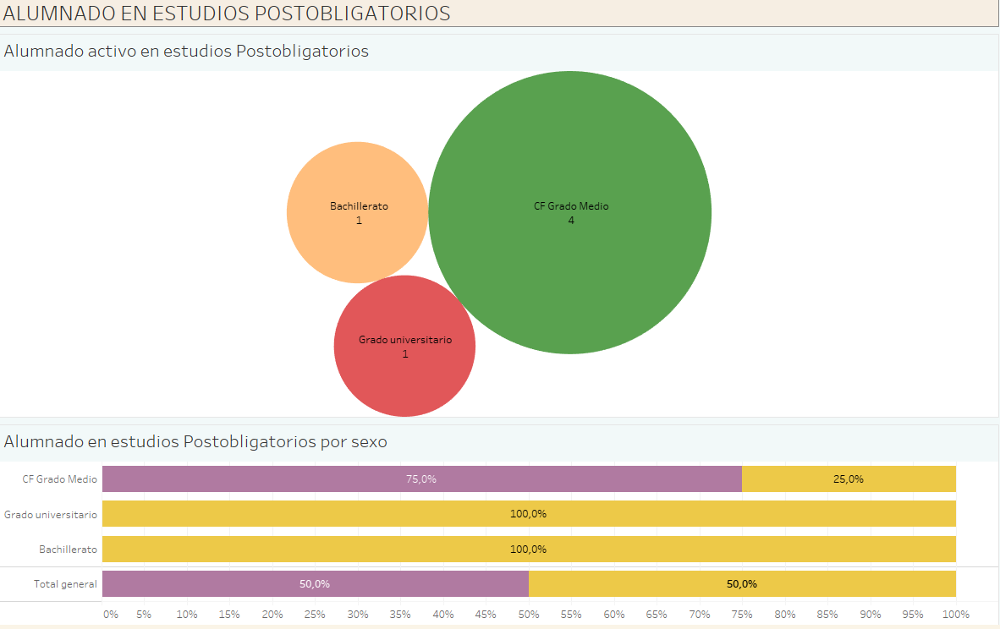 ALUMNADO EN ESTUDIOS POSTOBLIGATORIOS
Alumnado activo en estudios Postobligatorios
Bachillerato
1
CF Grado Medio
4
Grado universitario
1
Alumnado en estudios Postobligatorios por sexo
CF Grado Medio 75,0% 25,0%
Grado universitario 100,0%
Bachillerato 100,0%
Total general 50,0% 50,0%
0% 5% 10% 15% 20% 25% 30% 35% 40% 45% 50% 55% 60% 65% 70% 75% 80% 85% 90% 95% 100%